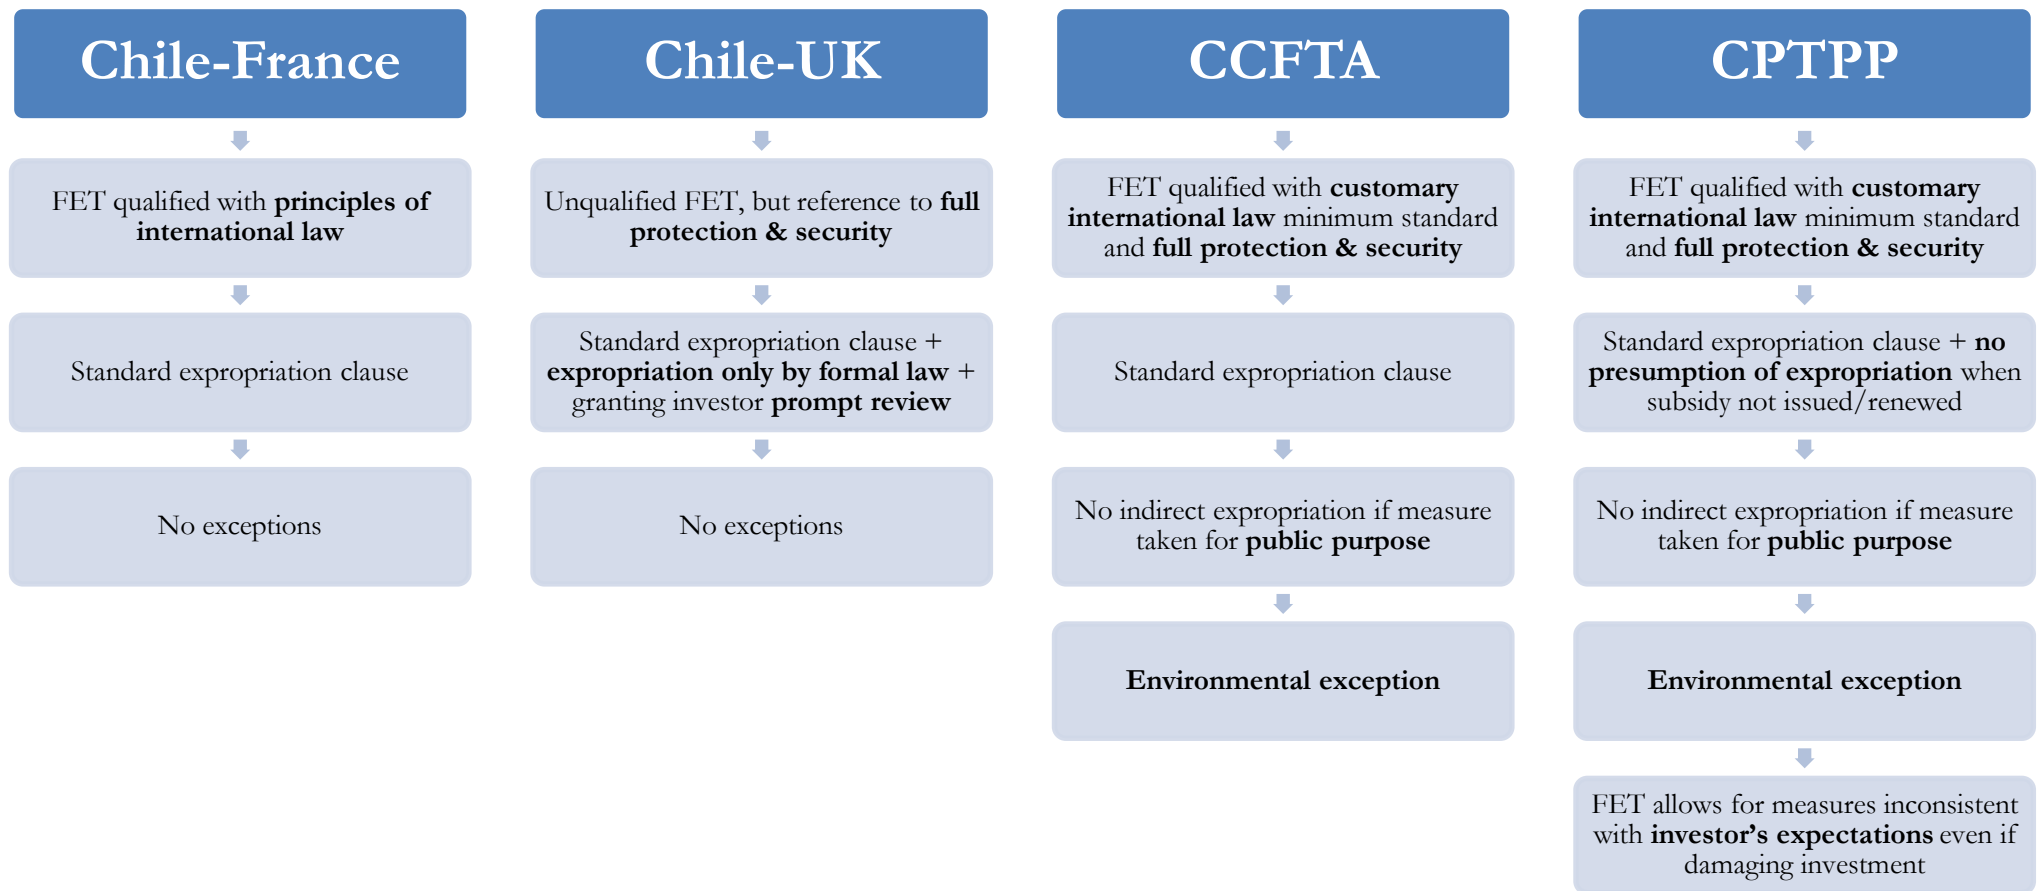 Chile-France
FET qualified with principles of
international law
Standard expropriation clause
No exceptions
Chile-UK
Unqualified FET, but reference to full
protection & security
Standard expropriation clause +
expropriation only by formal law +
granting investor prompt review
No exceptions
CCFTA
FET qualified with customary
international law minimum standard
and full protection & security
Standard expropriation clause
No indirect expropriation if measure
taken for public purpose
Environmental exception
CPTPP
FET qualified with customary
international law minimum standard
and full protection & security
Standard expropriation clause + no
presumption of expropriation when
subsidy not issued/renewed
No indirect expropriation if measure
taken for public purpose
Environmental exception
FET allows for measures inconsistent
with investor’s expectations even if
damaging investment